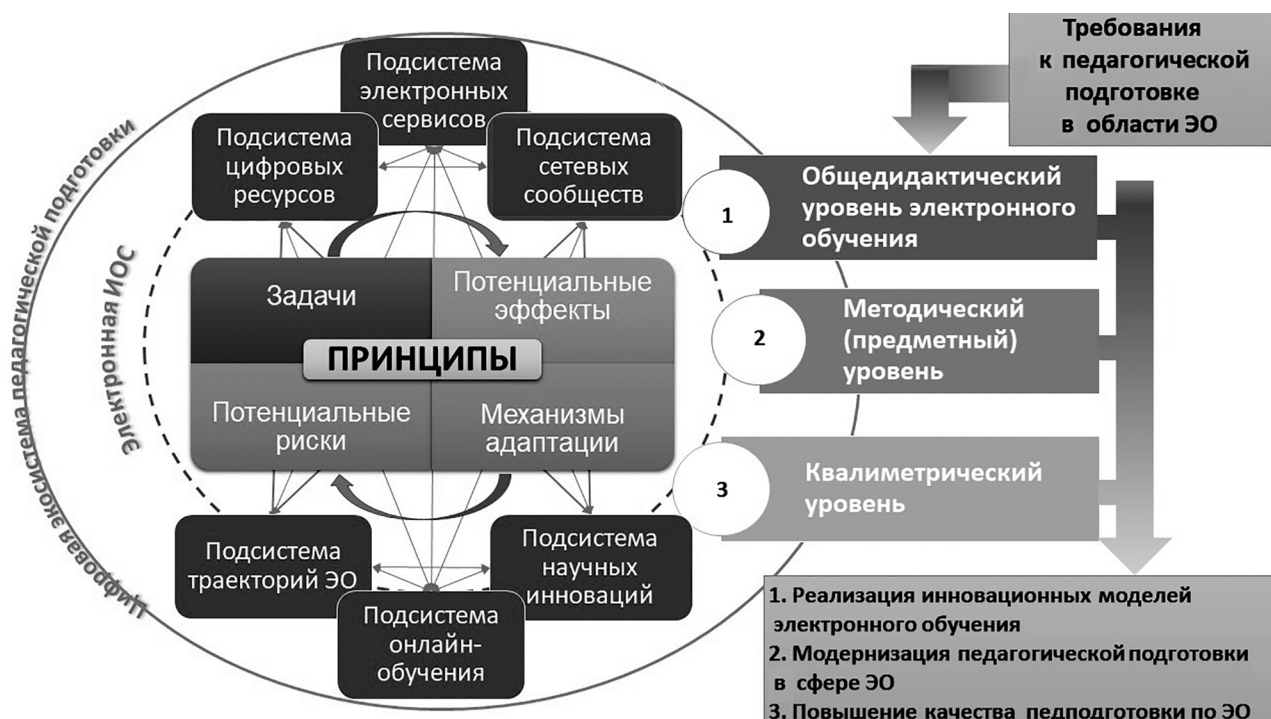 Цифровая экосистема педагогической подготовки
Электронная ИОС
Подсистема
электронных
сервисов
Подсистема
цифровых
ресурсов
Подсистема
сетевых
сообществ
Задачи
Потенциальные
эффекты
ПРИНЦИПЫ
Потенциальные
риски
Механизмы
адаптации
Подсистема
траекторий ЭО
Подсистема
научных
инноваций
Подсистема
онлайн-
обучения
Требования
к педагогической
подготовке
в области ЭО
1
Общедидактический
уровень электронного
обучения
2
Методический
(предметный)
уровень
3
Квалиметрический
уровень
1. Реализация инновационных моделей
электронного обучения
2. Модернизация педагогической подготовки
в сфере ЭО
3. Повышение качества педподготовки по ЭО